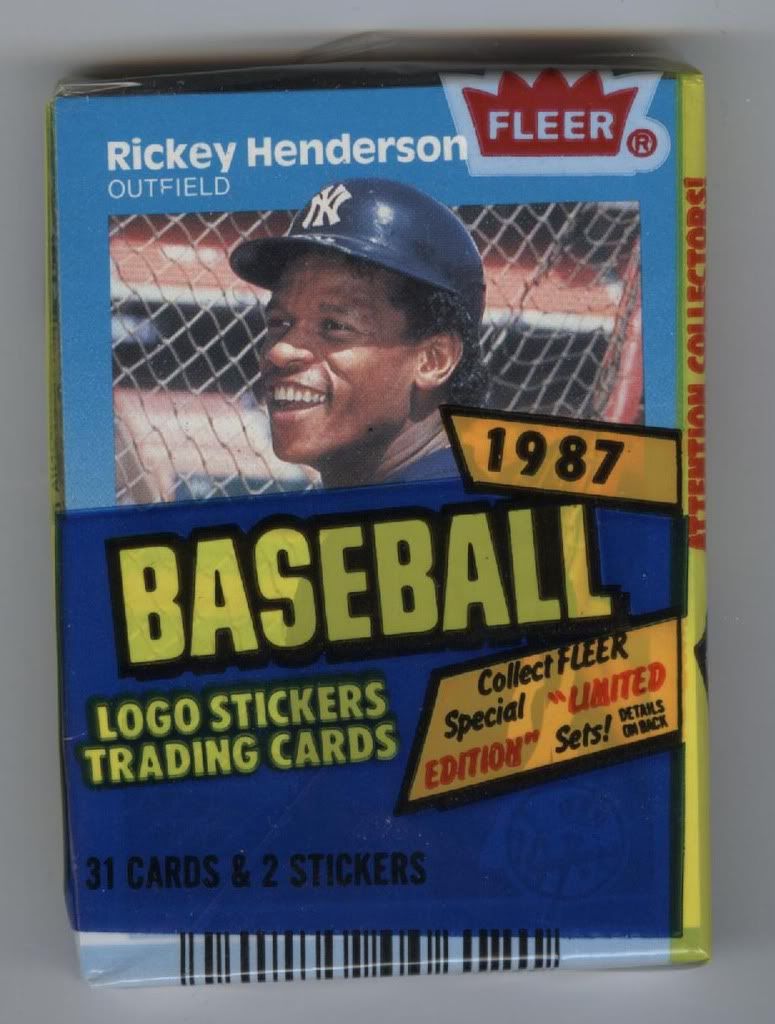 FLEER®
Rickey Henderson
OUTFIELD
NY
1987
BASEBALL
LOGO STICKERS
TRADING CARDS
Collect FLEER
Special "LIMITED
EDITION" Sets!
DETAILS
ON BACK
31 CARDS & 2 STICKERS
ATTENTION COLLECTORS!